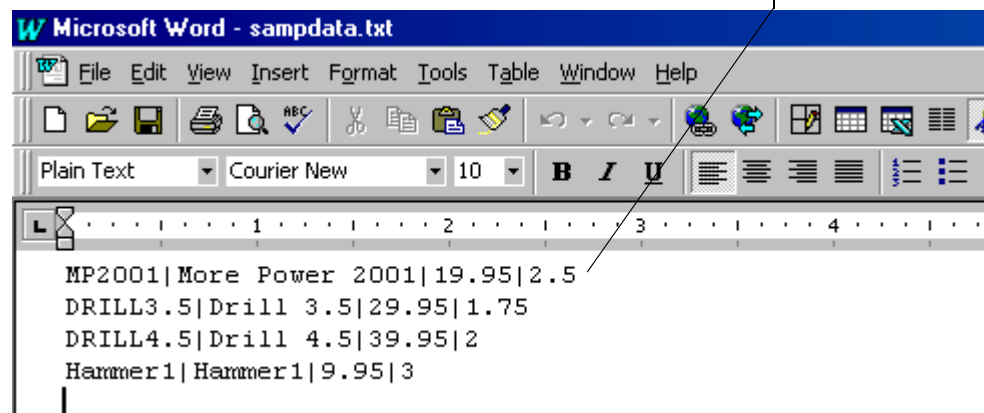 Microsoft Word - sampdata.txt
File Edit View Insert Format Tools Table Window Help
ABC
Plain Text Courier New 10 B I U
1 2 3 4
MP2001|More Power 2001|19.95|2.5
DRILL3.5|Drill 3.5|29.95|1.75
DRILL4.5|Drill 4.5|39.95|2
Hammer1|Hammer1|9.95|3